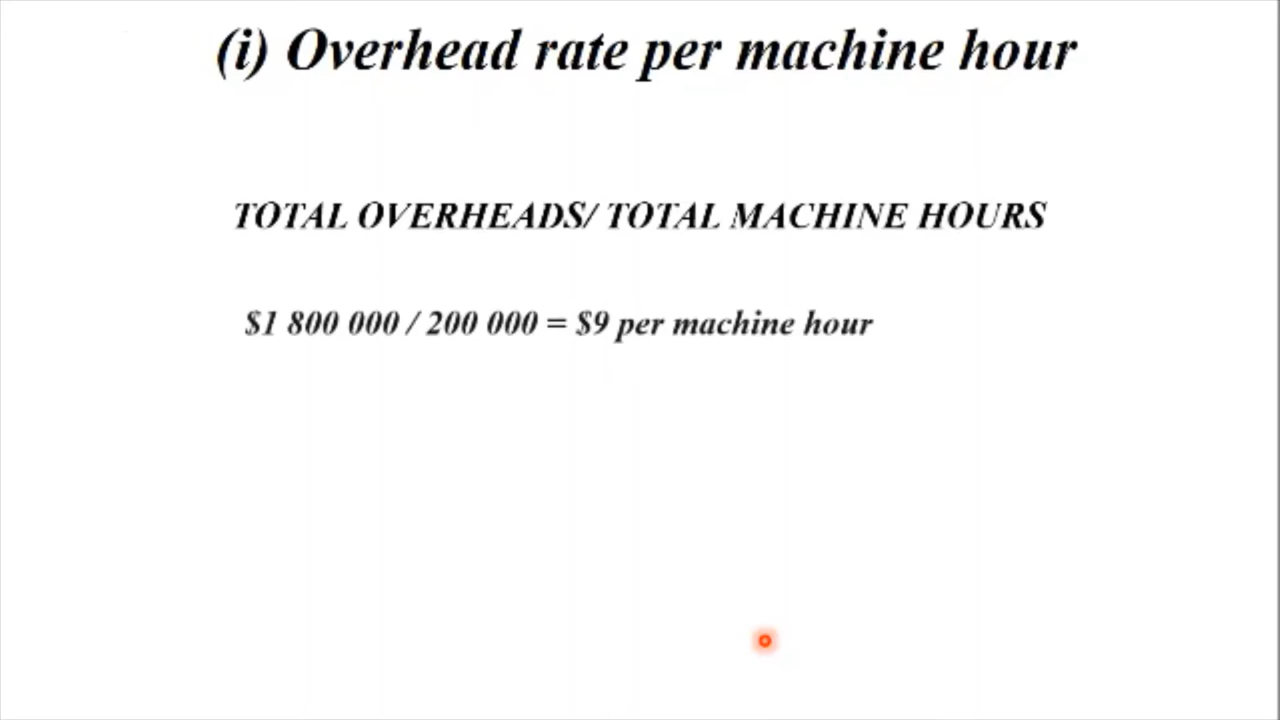 (i) Overhead rate per machine hour
TOTAL OVERHEADS/ TOTAL MACHINE HOURS
$1 800 000 / 200 000 = $9 per machine hour